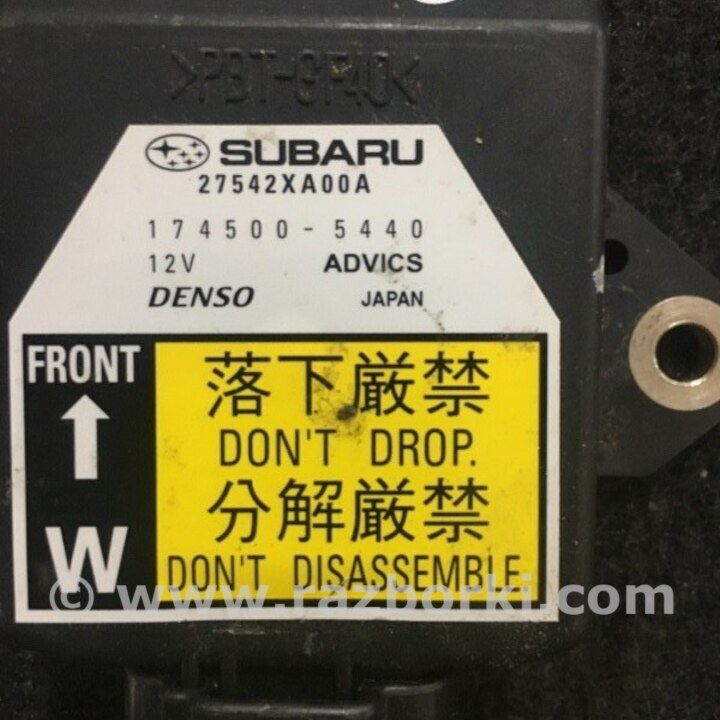 >PBT-GF40<
SUBARU
27542XA00A
174500-5440
12V ADVICS
DENSO JAPAN
FRONT
落下厳禁
DON'T DROP.
分解厳禁
W
DON'T DISASSEMBLE.
© www.razborki.com